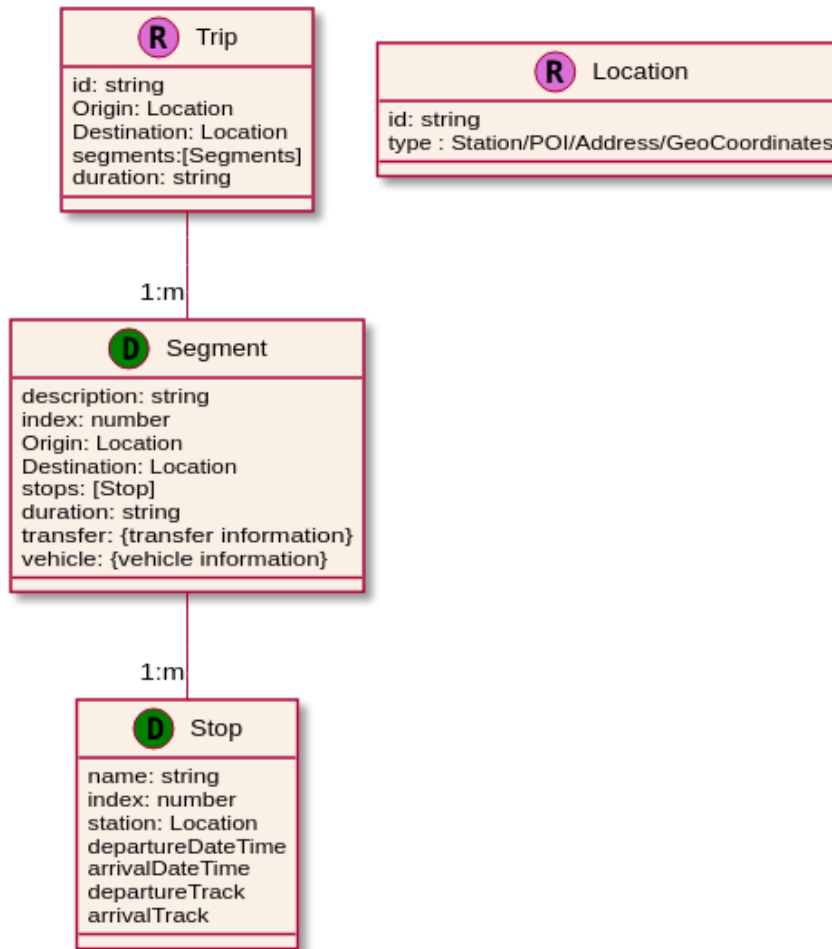 R Trip
id: string
Origin: Location
Destination: Location
segments:[Segments]
duration: string
R Location
id: string
type : Station/POI/Address/GeoCoordinates
1:m
D Segment
description: string
index: number
Origin: Location
Destination: Location
stops: [Stop]
duration: string
transfer: {transfer information}
vehicle: {vehicle information}
1:m
D Stop
name: string
index: number
station: Location
departureDateTime
arrivalDateTime
departureTrack
arrivalTrack